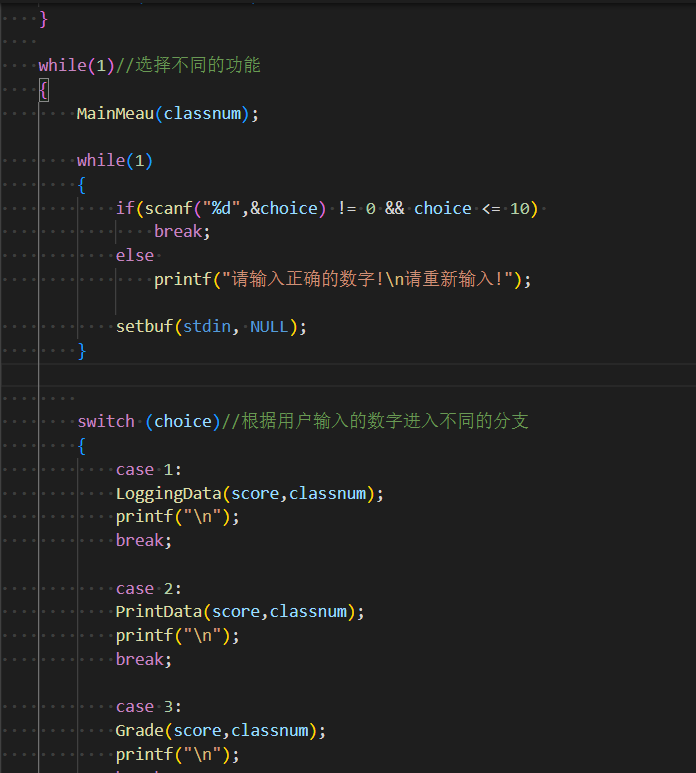 }
while(1)//选择不同的功能
{
MainMeau(classnum);
while(1)
{
if(scanf("%d",&choice) != 0 && choice <= 10)
break;
else
printf("请输入正确的数字!\n请重新输入!");
setbuf(stdin, NULL);
}
switch (choice)//根据用户输入的数字进入不同的分支
{
case 1:
LoggingData(score,classnum);
printf("\n");
break;
case 2:
PrintData(score,classnum);
printf("\n");
break;
case 3:
Grade(score,classnum);
printf("\n");